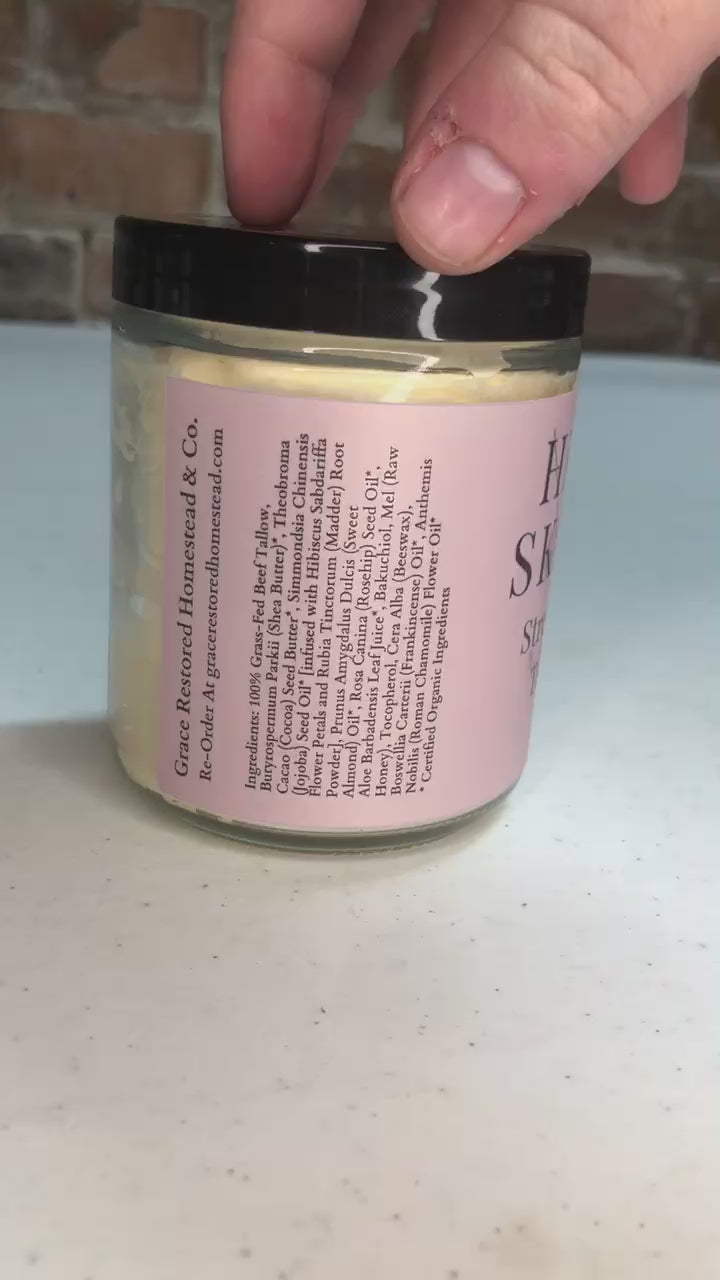 Grace Restored Homestead & Co.
Re-Order At gracerestoredhomestead.com
Ingredients: 100% Grass-Fed Beef Tallow,
Buryrospermum Parkii (Shea Butter)*, Theobroma
Cacao (Cocoa) Seed Butter*, Simmondsia Chinensis
(Jojoba) Seed Oil* [infused with Hibiscus Sabdariffa
Flower Petals and Rubia Tinctorum (Madder) Root
Powder], Prunus Amygdalus Dulcis (Sweet
Almond) Oil*, Rosa Canina (Rosehip) Seed Oil*,
Aloe Barbadensis Leaf Juice*, Bakuchiol, Mel (Raw
Honey), Tocopherol, Cera Alba (Beeswax),
Boswellia Carterii (Frankincense) Oil*, Anthemis
Nobilis (Roman Chamomile) Flower Oil*
* Certified Organic Ingredients